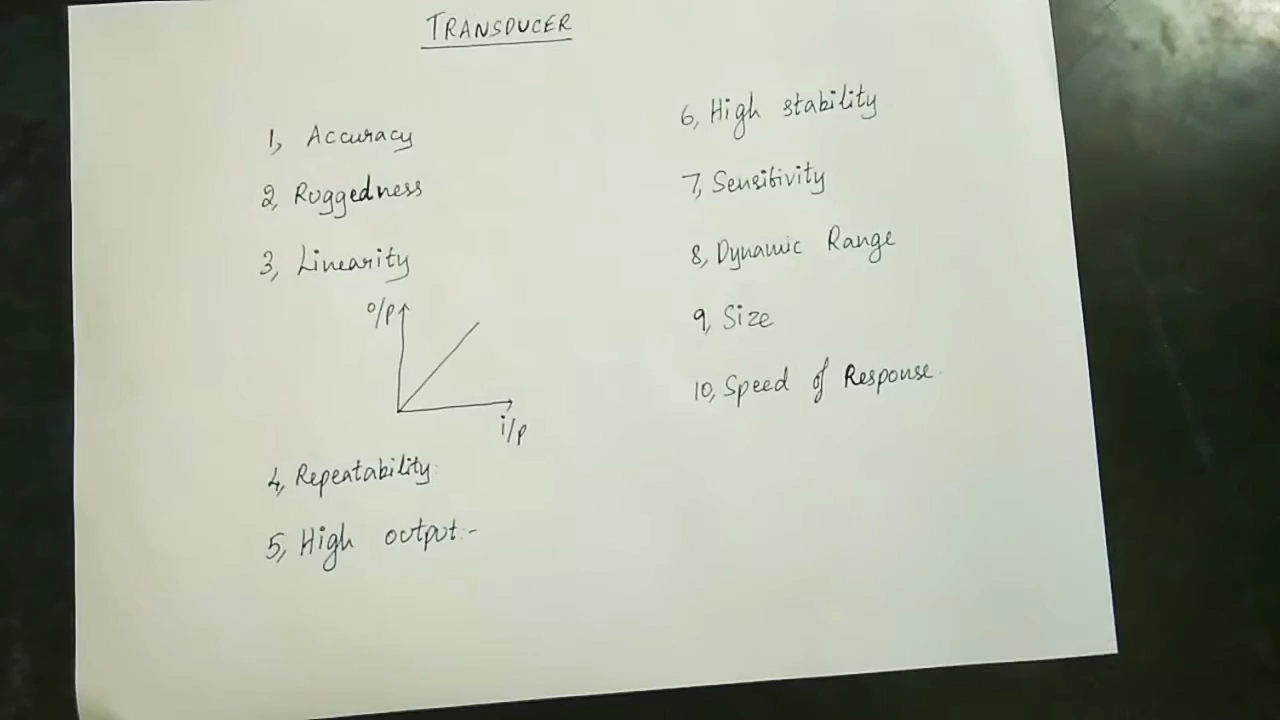 TRANSDUCER
1, Accuracy
2, Ruggedness
3, Linearity
o/p
i/p
4, Repeatability
5, High output:-
6, High stability
7, Sensitivity
8, Dynamic Range
9, Size
10, Speed of Response.